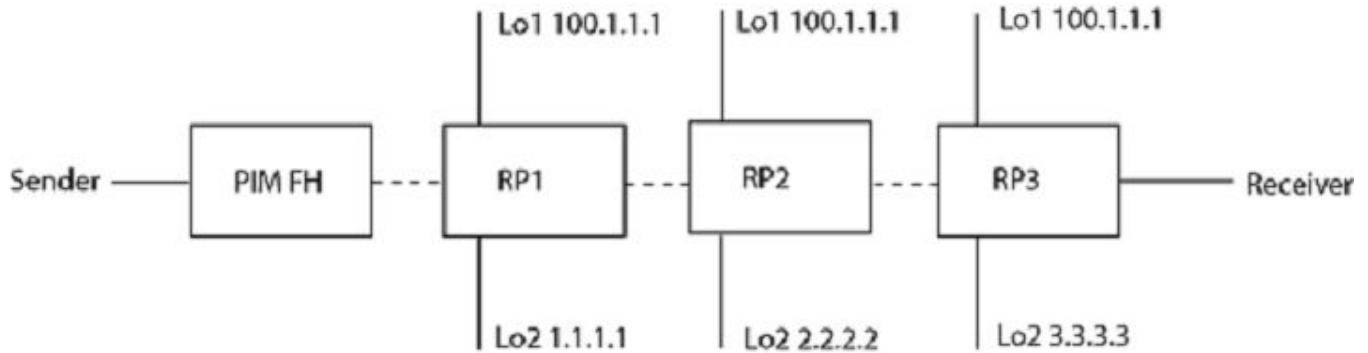 Lo1 100.1.1.1
Lo1 100.1.1.1
Lo1 100.1.1.1
Sender
PIM FH
RP1
RP2
RP3
Receiver
Lo2 1.1.1.1
Lo2 2.2.2.2
Lo2 3.3.3.3